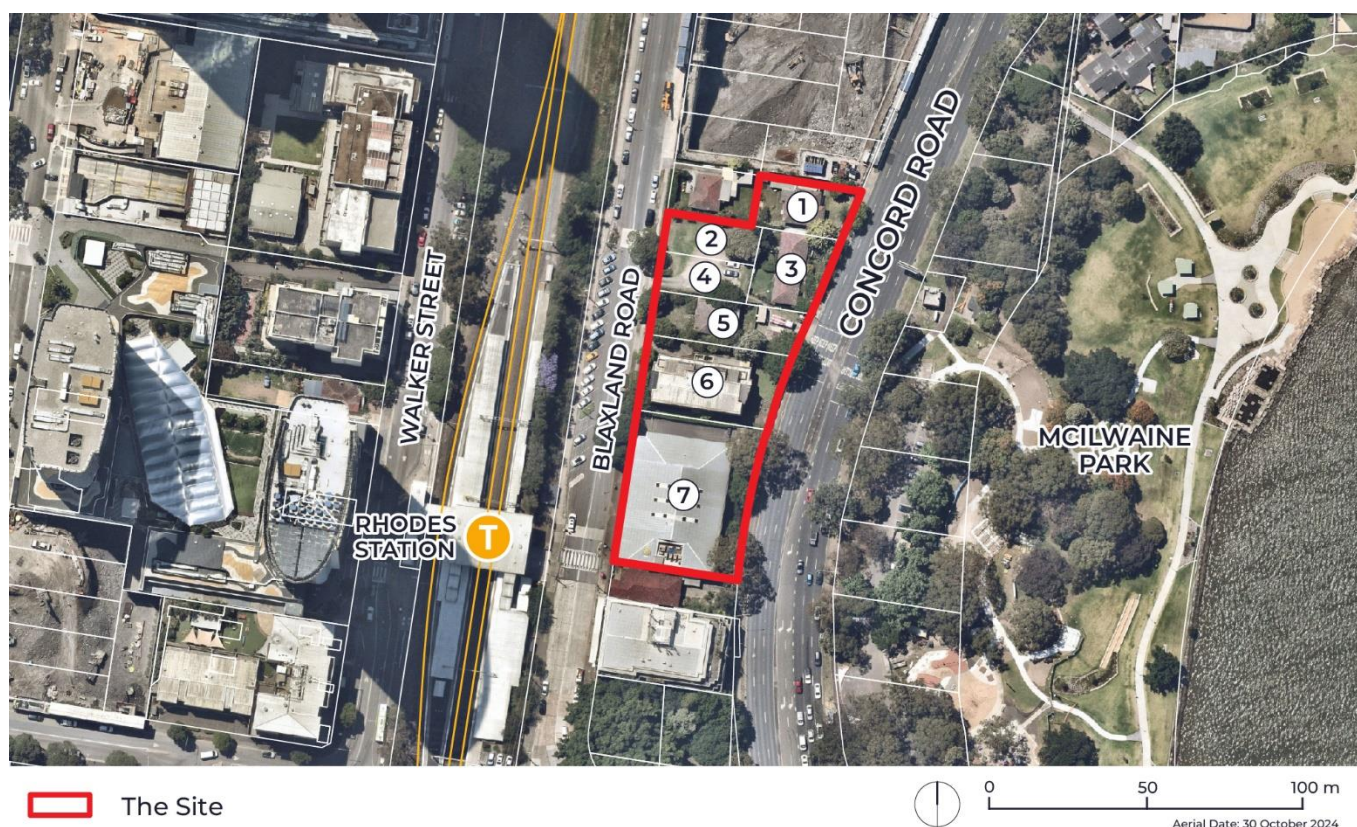 CONCORD ROAD
1
2
3
4
5
6
7
WALKER STREET
BLAXLAND ROAD
MCILWAINE
PARK
RHODES
STATION
T
The Site
0 50 100 m
Aerial Date: 30 October 2024